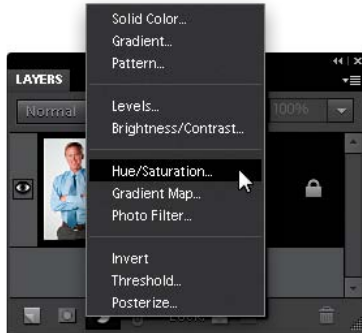 Solid Color...
Gradient...
Pattern...
LAYERS
Levels...
Normal
100%
Brightness/Contrast...
Hue/Saturation...
Gradient Map...
Photo Filter...
Invert
Threshold...
Posterize...
Lock: